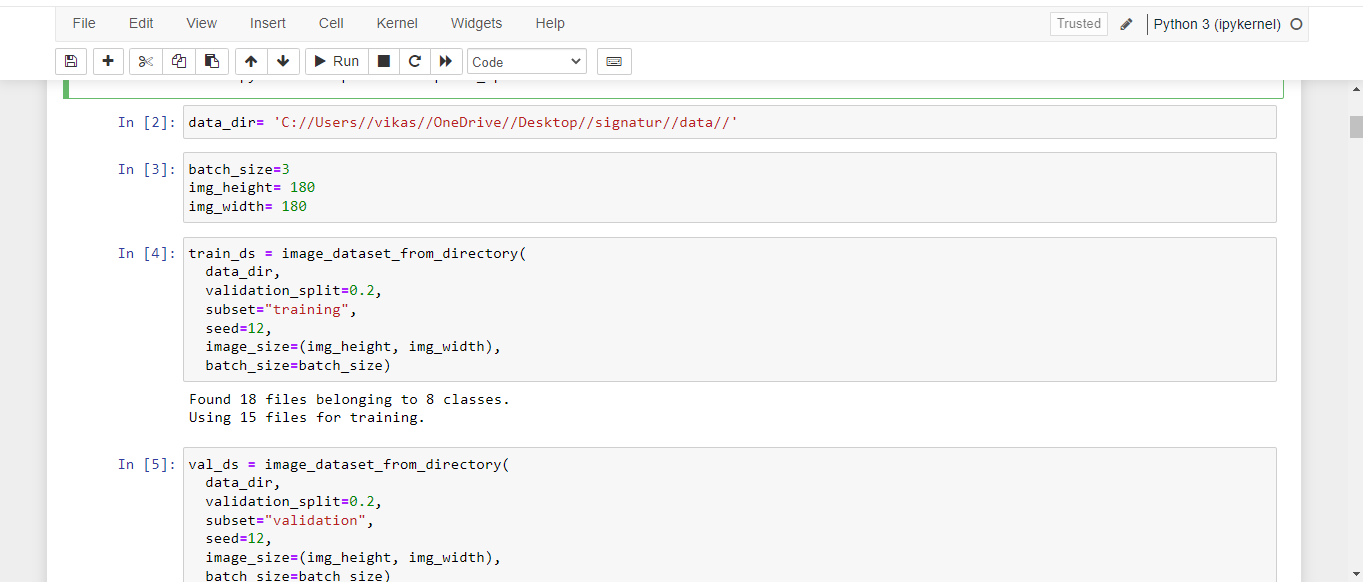 File Edit View Insert Cell Kernel Widgets Help Trusted Python 3 (ipykernel)
Run Code
In [2]: data_dir= 'C://Users//vikas//OneDrive//Desktop//signatur//data//'
In [3]: batch_size=3
img_height= 180
img_width= 180
In [4]: train_ds = image_dataset_from_directory(
data_dir,
validation_split=0.2,
subset="training",
seed=12,
image_size=(img_height, img_width),
batch_size=batch_size)
Found 18 files belonging to 8 classes.
Using 15 files for training.
In [5]: val_ds = image_dataset_from_directory(
data_dir,
validation_split=0.2,
subset="validation",
seed=12,
image_size=(img_height, img_width),
batch_size=batch_size)